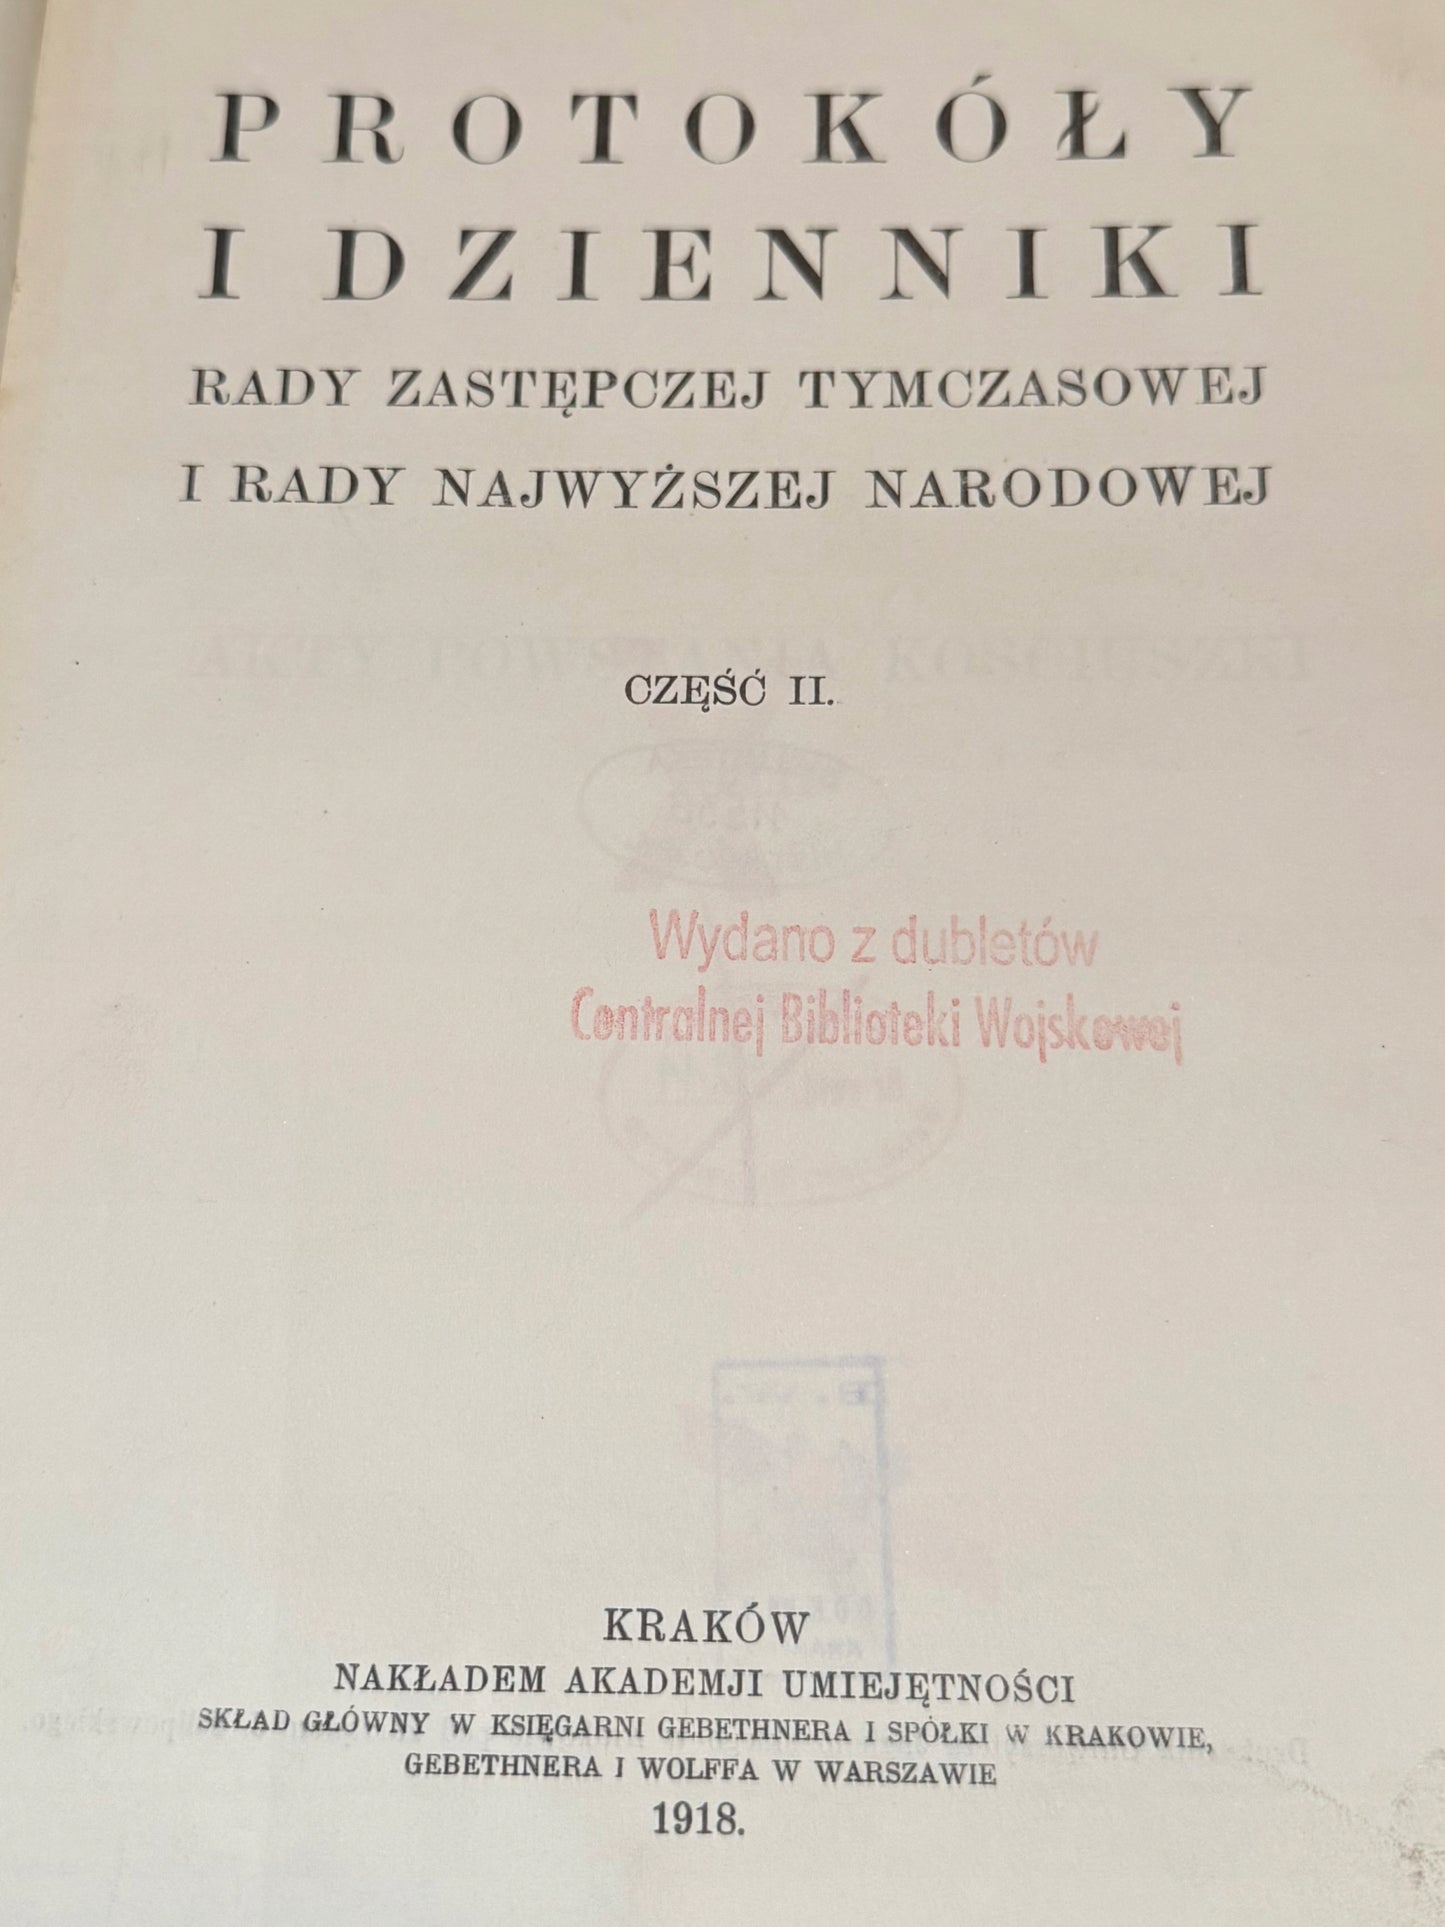 PROTOKÓŁY
I DZIENNIKI
RADY ZASTĘPCZEJ TYMCZASOWEJ
I RADY NAJWYŻSZEJ NARODOWEJ
CZĘŚĆ II.
Wydano z dubletów
Centralnej Biblioteki Wojskowej
KRAKÓW
NAKŁADEM AKADEMJI UMIEJĘTNOŚCI
SKŁAD GŁÓWNY W KSIĘGARNI GEBETHNERA I SPÓŁKI W KRAKOWIE,
GEBETHNERA I WOLFFA W WARSZAWIE
1918.